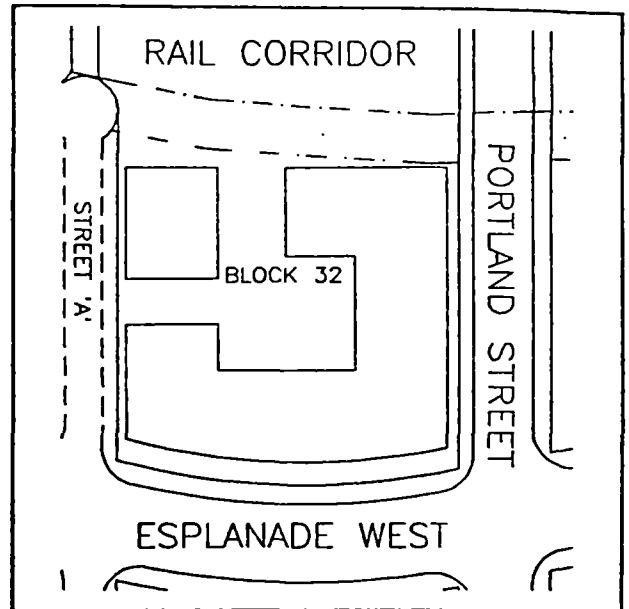 RAIL CORRIDOR
PORTLAND STREET
STREET 'A'
BLOCK 32
ESPLANADE WEST